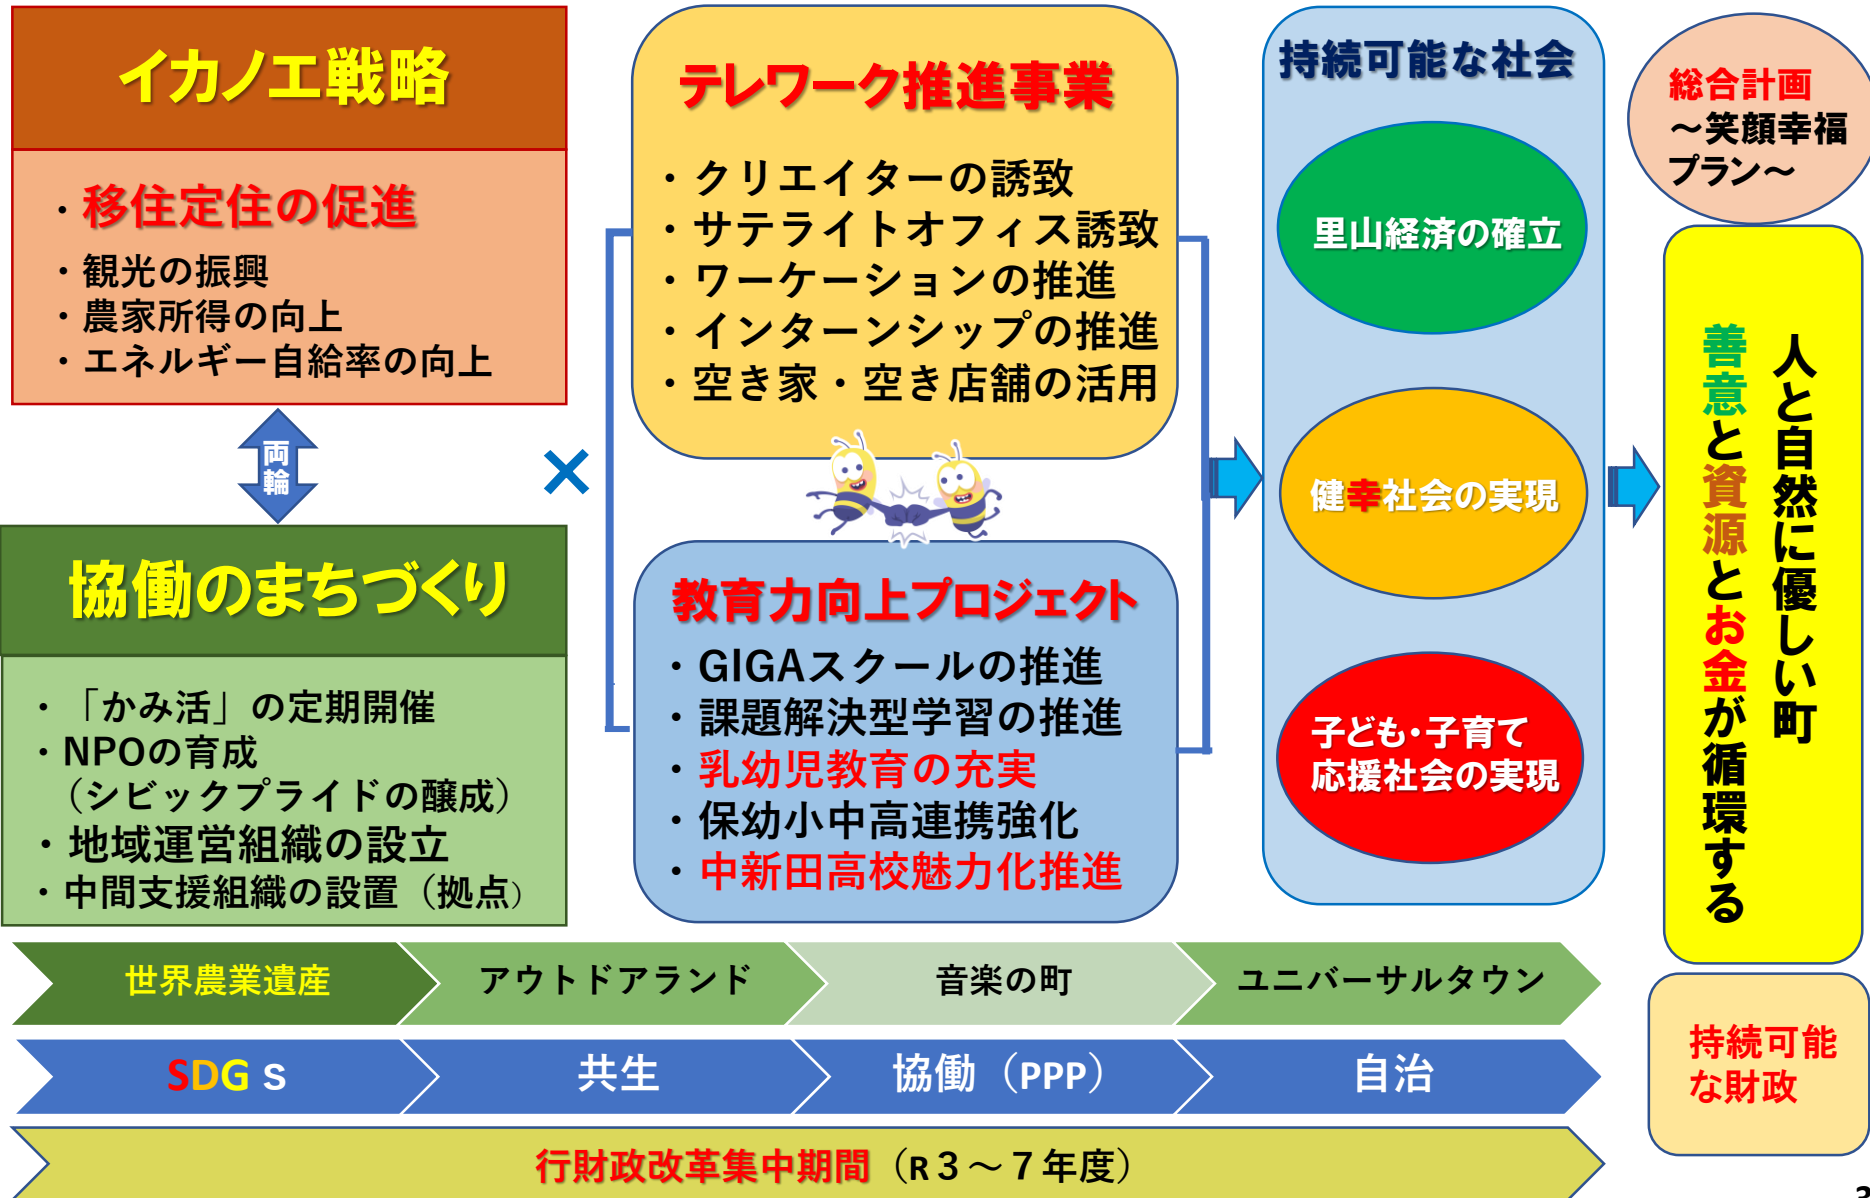 イカノエ戦略
・移住定住の促進
・観光の振興
・農家所得の向上
・エネルギー自給率の向上
両輪
協働のまちづくり
・「かみ活」の定期開催
・NPOの育成
（シビックプライドの醸成）
・地域運営組織の設立
・中間支援組織の設置（拠点）
×
テレワーク推進事業
・クリエイターの誘致
・サテライトオフィス誘致
・ワーケーションの推進
・インターンシップの推進
・空き家・空き店舗の活用
教育力向上プロジェクト
・GIGAスクールの推進
・課題解決型学習の推進
・乳幼児教育の充実
・保幼小中高連携強化
・中新田高校魅力化推進
持続可能な社会
里山経済の確立
健幸社会の実現
子ども・子育て
応援社会の実現
総合計画
～笑顔幸福
プラン～
人と自然に優しい町
善意と資源とお金が循環する
持続可能
な財政
世界農業遺産
アウトドアランド
音楽の町
ユニバーサルタウン
SDGｓ
共生
協働（PPP）
自治
行財政改革集中期間（R３～７年度）